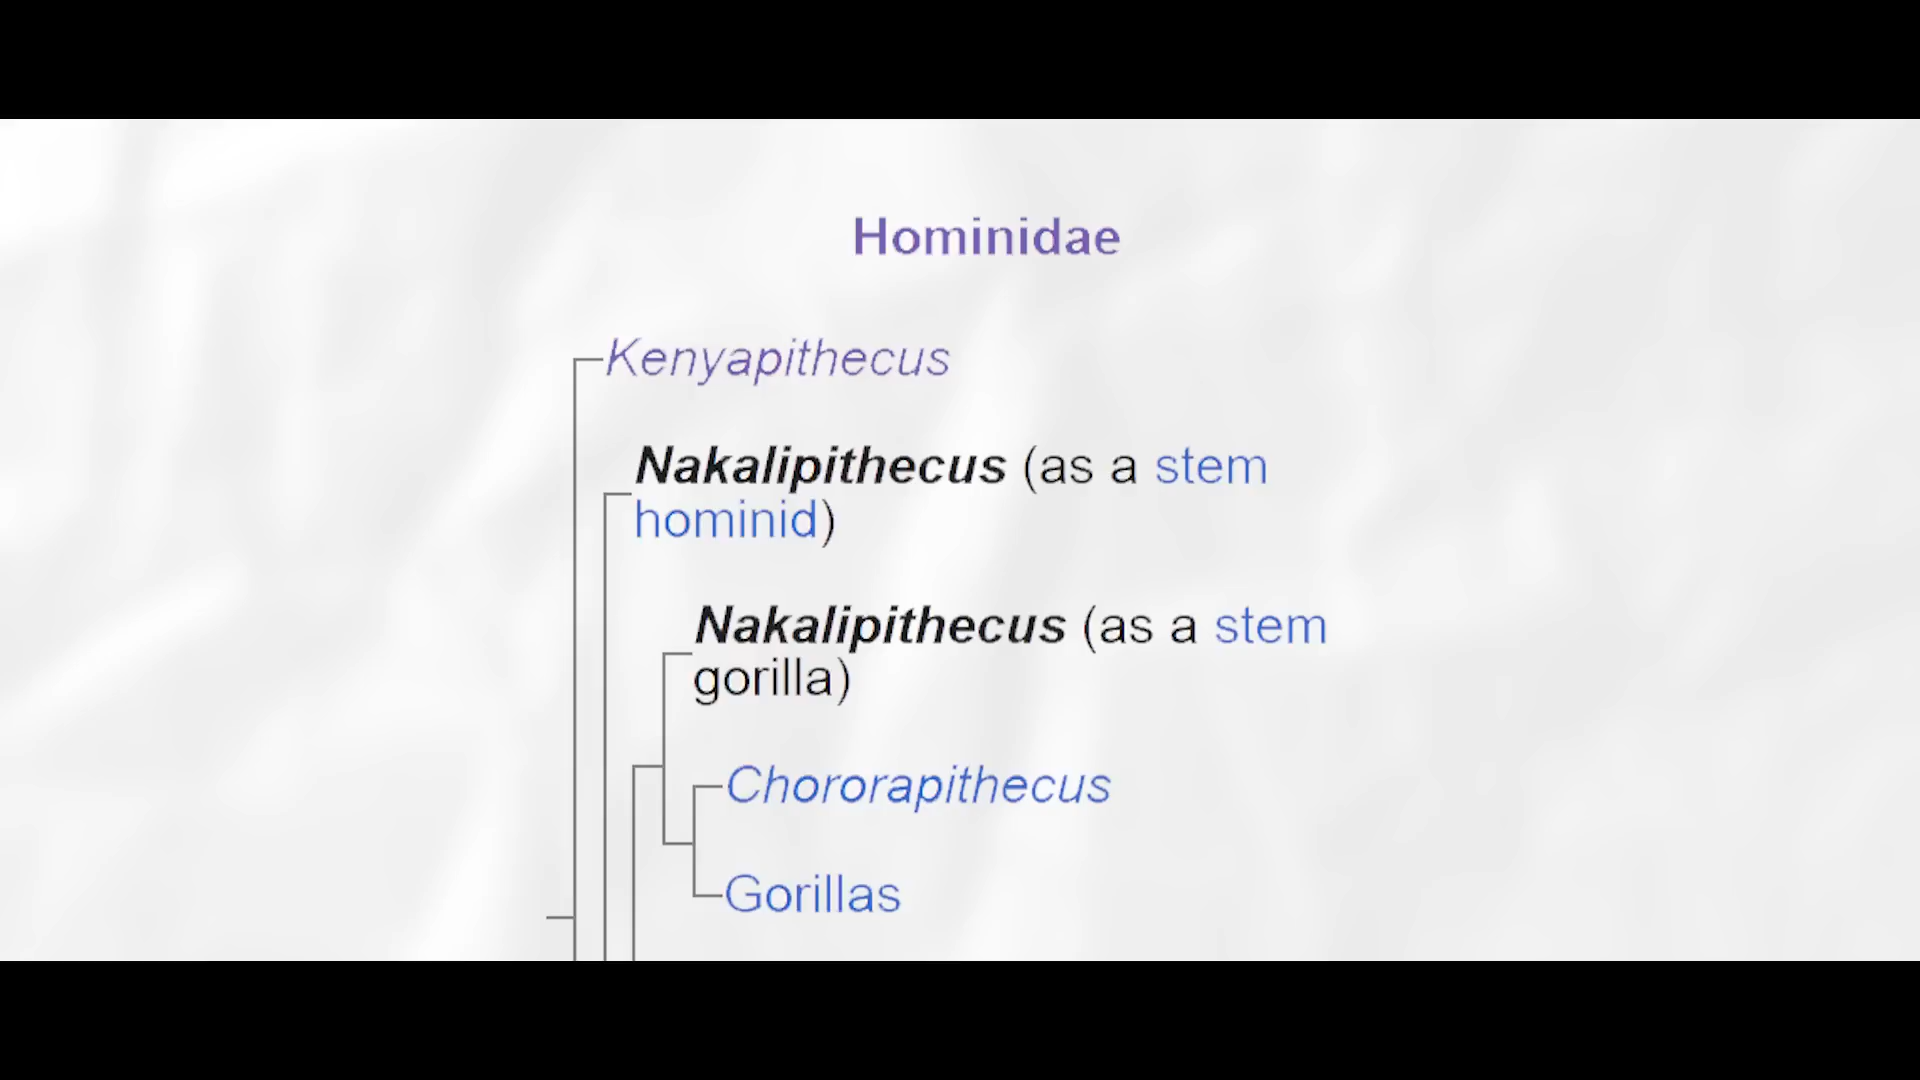 Hominidae
Kenyapithecus
Nakalipithecus (as a stem
hominid)
Nakalipithecus (as a stem
gorilla)
Chororapithecus
Gorillas